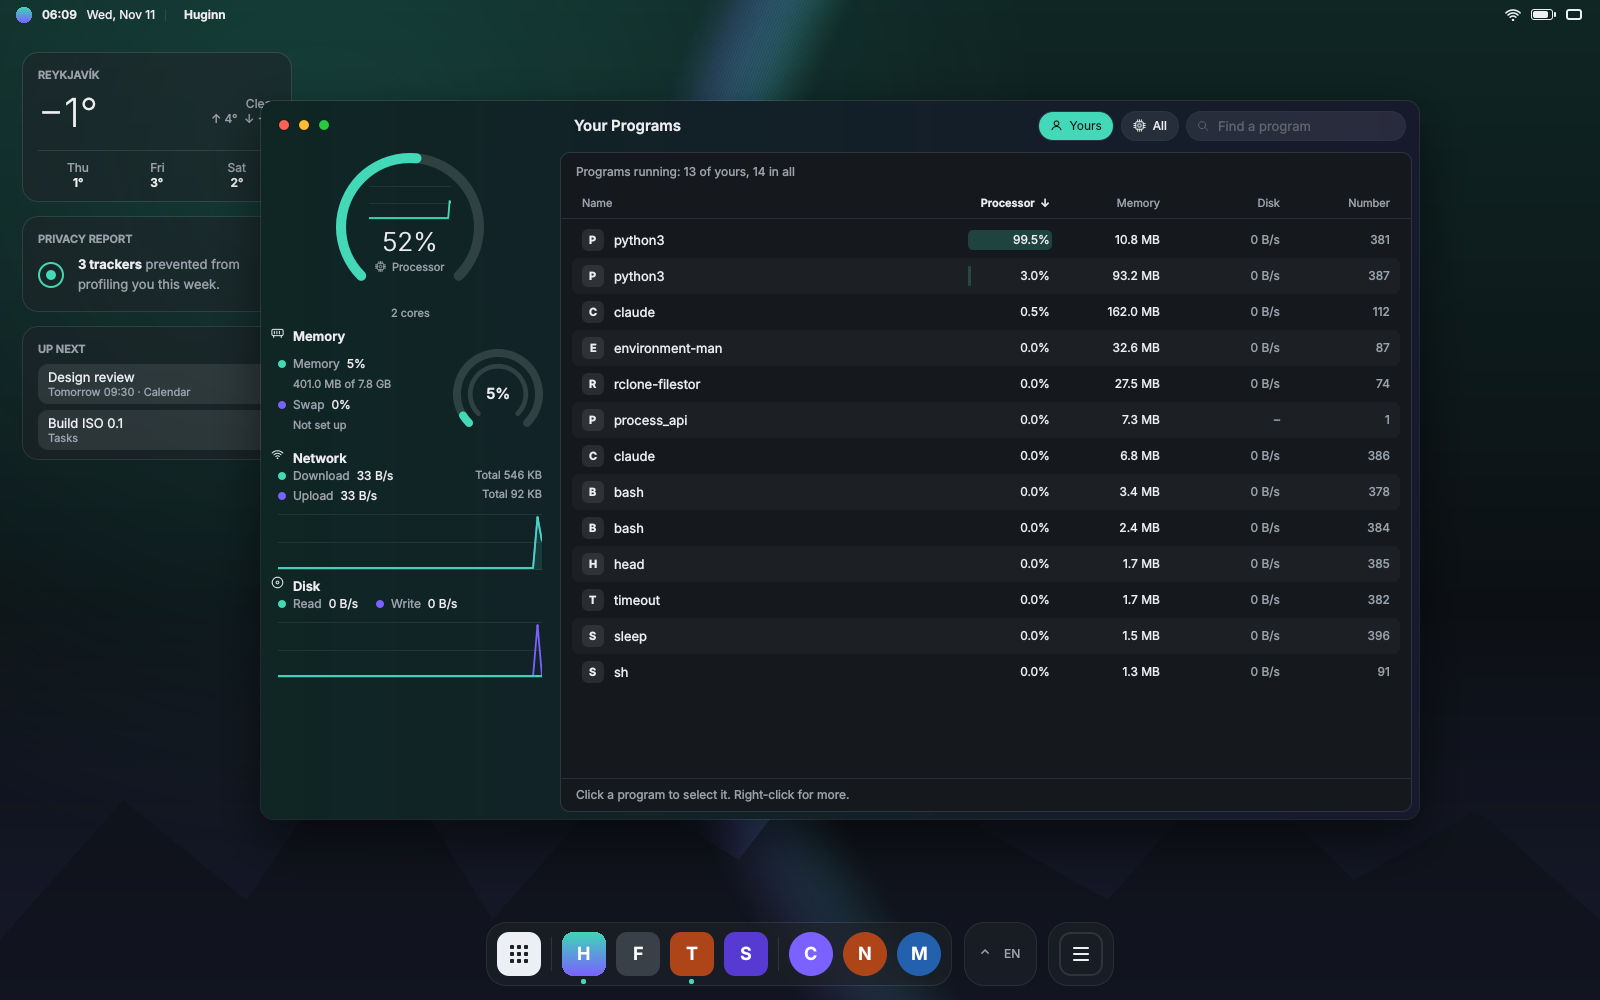 06:09 Wed, Nov 11 Huginn
REYKJAVÍK
−1°
↑ 4° ↓
Thu Fri Sat
1° 3° 2°
PRIVACY REPORT
3 trackers prevented from
profiling you this week.
UP NEXT
Design review
Tomorrow 09:30 · Calendar
Build ISO 0.1
Tasks
52%
Processor
2 cores
Memory
Memory 5%
401.0 MB of 7.8 GB
Swap 0%
Not set up
5%
Network
Download 33 B/s Total 546 KB
Upload 33 B/s Total 92 KB
Disk
Read 0 B/s Write 0 B/s
Your Programs Yours All Find a program
Programs running: 13 of yours, 14 in all
Name Processor ↓ Memory Disk Number
P python3 99.5% 10.8 MB 0 B/s 381
P python3 3.0% 93.2 MB 0 B/s 387
C claude 0.5% 162.0 MB 0 B/s 112
E environment-man 0.0% 32.6 MB 0 B/s 87
R rclone-filestor 0.0% 27.5 MB 0 B/s 74
P process_api 0.0% 7.3 MB – 1
C claude 0.0% 6.8 MB 0 B/s 386
B bash 0.0% 3.4 MB 0 B/s 378
B bash 0.0% 2.4 MB 0 B/s 384
H head 0.0% 1.7 MB 0 B/s 385
T timeout 0.0% 1.7 MB 0 B/s 382
S sleep 0.0% 1.5 MB 0 B/s 396
S sh 0.0% 1.3 MB 0 B/s 91
Click a program to select it. Right-click for more.
H F T S C N M EN